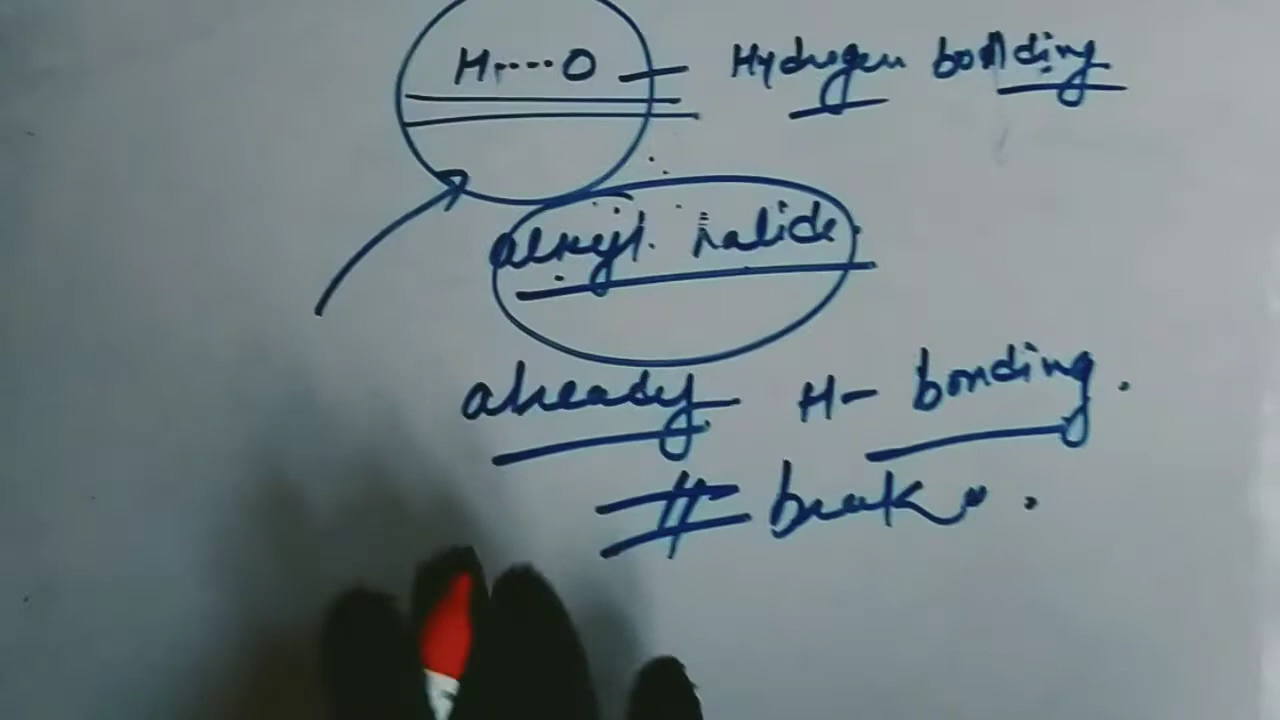 H....O — Hydrogen bonding
alkyl halide
already H- bonding.
# break.